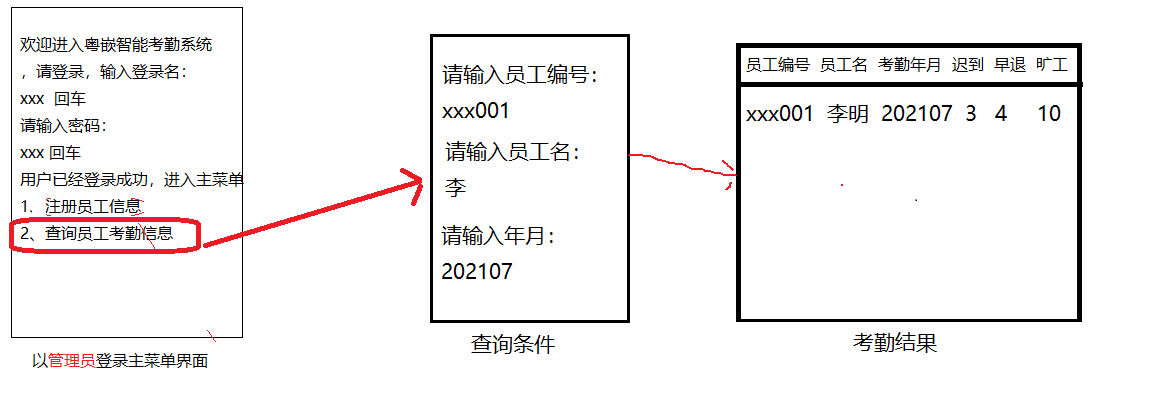 欢迎进入粤嵌智能考勤系统
，请登录，输入登录名：
xxx 回车
请输入密码：
xxx 回车
用户已经登录成功，进入主菜单
1、注册员工信息
2、查询员工考勤信息
以管理员登录主菜单界面
请输入员工编号：
xxx001
请输入员工名：
李
请输入年月：
202107
查询条件
员工编号 员工名 考勤年月 迟到 早退 旷工
xxx001 李明 202107 3 4 10
考勤结果